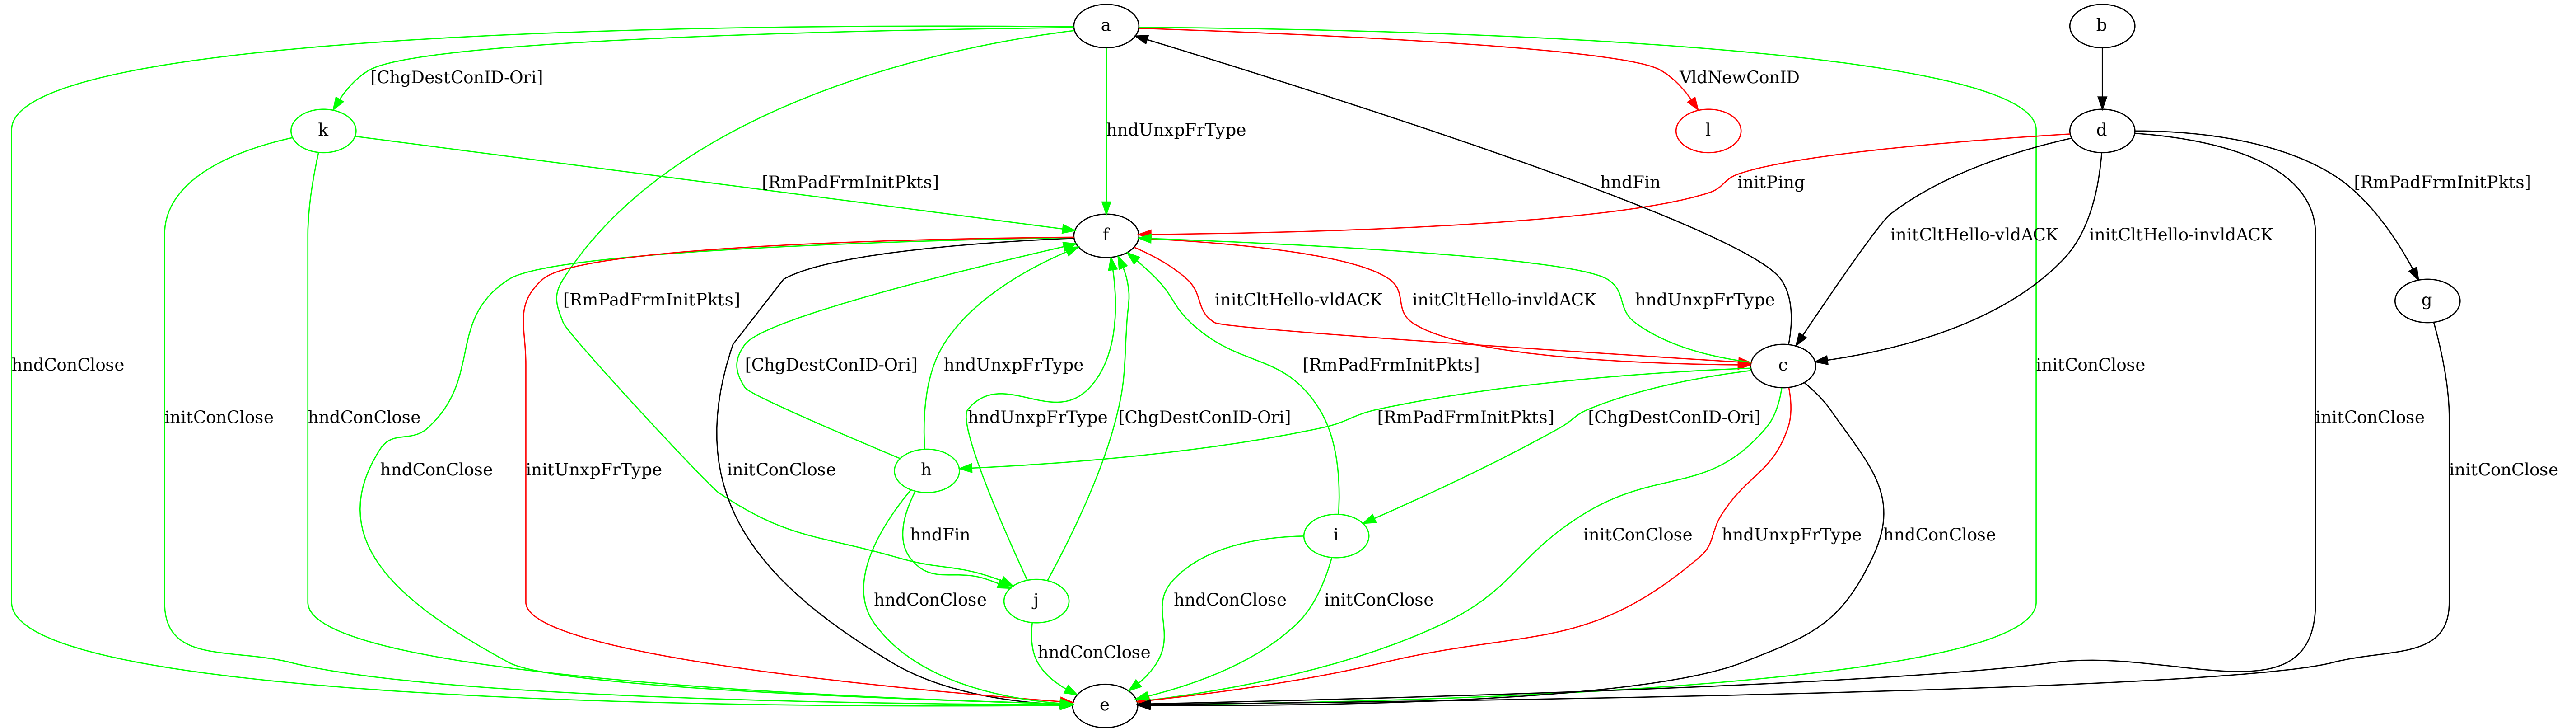 a
b
[ChgDestConID-Ori]
VldNewConID
k
hndUnxpFrType
l
d
[RmPadFrmInitPkts]
hndFin
initPing
[RmPadFrmInitPkts]
f
initCltHello-vldACK
initCltHello-invldACK
[RmPadFrmInitPkts]
initCltHello-vldACK
initCltHello-invldACK
hndUnxpFrType
g
hndConClose
[ChgDestConID-Ori]
hndUnxpFrType
[RmPadFrmInitPkts]
c
initConClose
initConClose
hndConClose
hndUnxpFrType
[ChgDestConID-Ori]
[RmPadFrmInitPkts]
[ChgDestConID-Ori]
initConClose
hndConClose
initUnxpFrType
initConClose
h
initConClose
hndFin
i
initConClose
hndUnxpFrType
hndConClose
hndConClose
j
hndConClose
initConClose
hndConClose
e